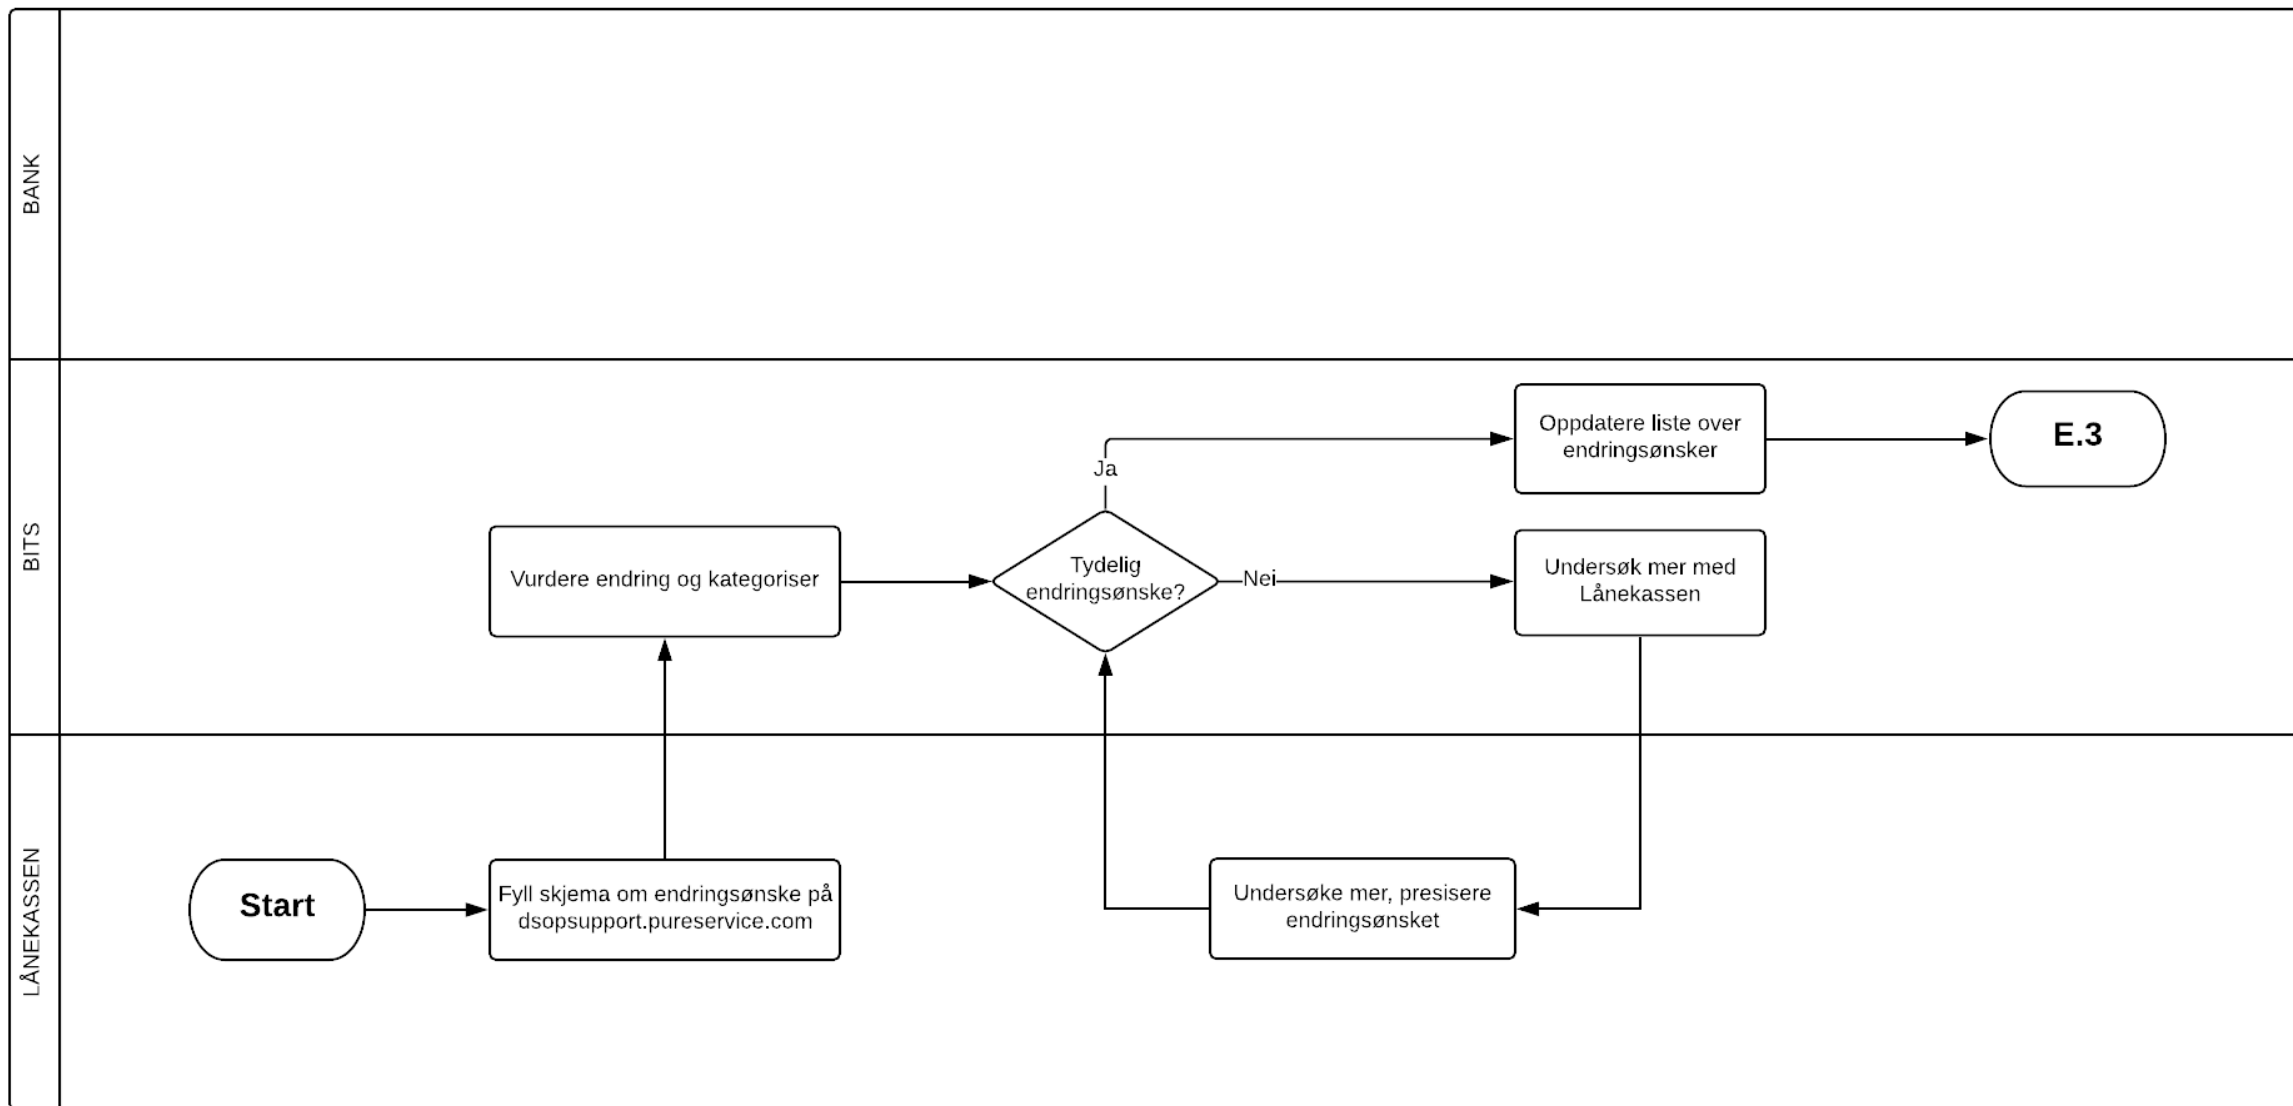 BANK
BITS
Oppdatere liste over
endringsønsker
E.3
Ja
Vurdere endring og kategoriser
Tydelig
endringsønske?
Nei
Undersøk mer med
Lånekassen
LÅNEKASSEN
Start
Fyll skjema om endringsønske på
dsopsupport.pureservice.com
Undersøke mer, presisere
endringsønsket